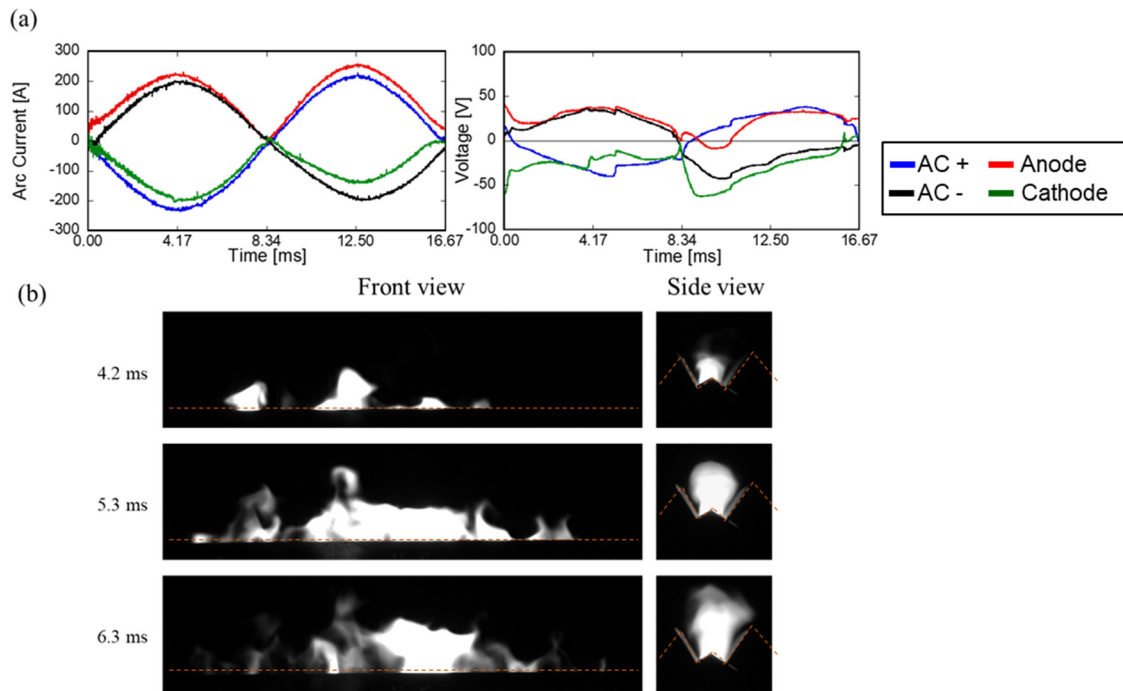 (a)
300
200
100
0
-100
-200
-300
Arc Current [A]
0.00 4.17 8.34 12.50 16.67
Time [ms]
100
50
0
-50
-100
Voltage [V]
0.00 4.17 8.34 12.50 16.67
Time [ms]
AC + Anode
AC - Cathode
(b)
Front view Side view
4.2 ms
5.3 ms
6.3 ms